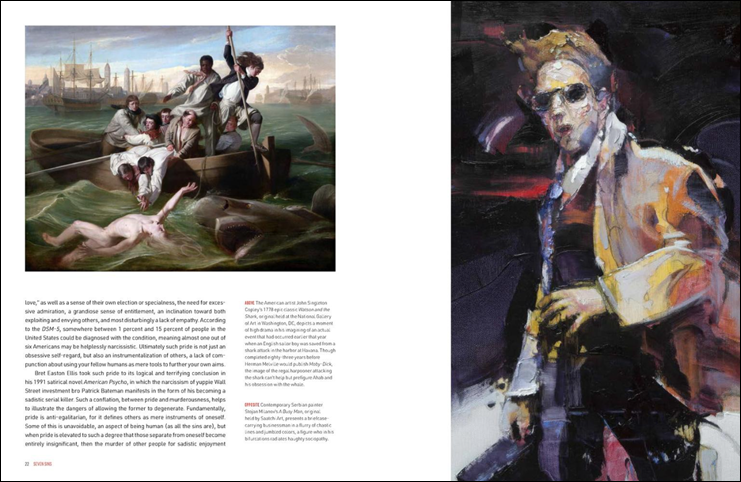 love,” as well as a sense of their own election or specialness, the need for exces-
sive admiration, a grandiose sense of entitlement, an inclination toward both
exploiting and envying others, and most disturbingly a lack of empathy. According
to the DSM-5, somewhere between 1 percent and 15 percent of people in the
United States could be diagnosed with the condition, meaning almost one out of
six Americans may be helplessly narcissistic. Ultimately such pride is not just an
obsessive self-regard, but also an instrumentalization of others, a lack of com-
punction about using your fellow humans as mere tools to further your own aims.
Bret Easton Ellis took such pride to its logical and terrifying conclusion in
his 1991 satirical novel American Psycho, in which the narcissism of yuppie Wall
Street investment bro Patrick Bateman manifests in the form of his becoming a
sadistic serial killer. Such a conflation, between pride and murderousness, helps
to illustrate the dangers of allowing the former to degenerate. Fundamentally,
pride is anti-egalitarian, for it defines others as mere instruments of oneself.
Some of this is unavoidable, an aspect of being human (as all the sins are), but
when pride is elevated to such a degree that those separate from oneself become
entirely insignificant, then the murder of other people for sadistic enjoyment
22 SEVEN SINS
ABOVE The American artist John Singleton
Copley's 1778 epic classic Watson and the
Shark, original held at the National Gallery
of Art in Washington, DC, depicts a moment
of high drama in his imagining of an actual
event that had occurred earlier that year
when an English sailor boy was saved from a
shark attack in the harbor at Havana. Though
completed eighty-three years before
Herman Melville would publish Moby-Dick,
the image of the regal harpooner attacking
the shark can't help but prefigure Ahab and
his obsession with the whale.
OPPOSITE Contemporary Serbian painter
A Busy Man, original
held by Saatchi Art, presents a briefcase-
carrying businessman in a flurry of chaotic
lines and jumbled colors, a figure who in his
bifurcations radiates haughty sociopathy.